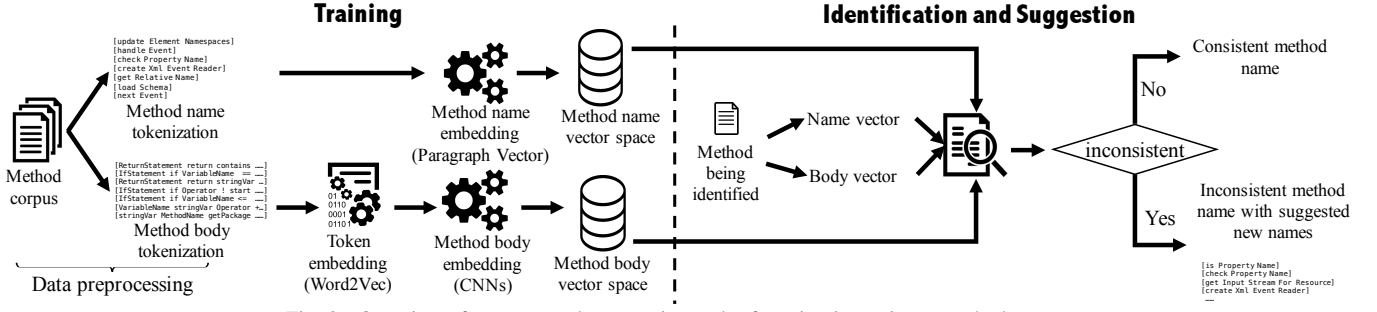 Training
Identification and Suggestion
[update Element Namespaces]
[handle Event]
[check Property Name]
[create Xml Event Reader]
[get Relative Name]
[load Schema]
[next Event]
Method name
tokenization
Method
corpus
[ReturnStatement return contains ……]
[IfStatement if VariableName == ……]
[ReturnStatement return stringVar …]
[IfStatement if Operator ! start ……]
[IfStatement if VariableName <= ……]
[VariableName stringVar Operator +…]
[stringVar MethodName getPackage ……]
Method body
tokenization
Data preprocessing
01
0110
0001
01101
Token
embedding
(Word2Vec)
Method name
embedding
(Paragraph Vector)
Method body
embedding
(CNNs)
Method name
vector space
Method body
vector space
Method
being
identified
Name vector
Body vector
inconsistent
No
Yes
Consistent method
name
Inconsistent method
name with suggested
new names
[is Property Name]
[check Property Name]
[get Input Stream For Resource]
[create Xml Event Reader]
……